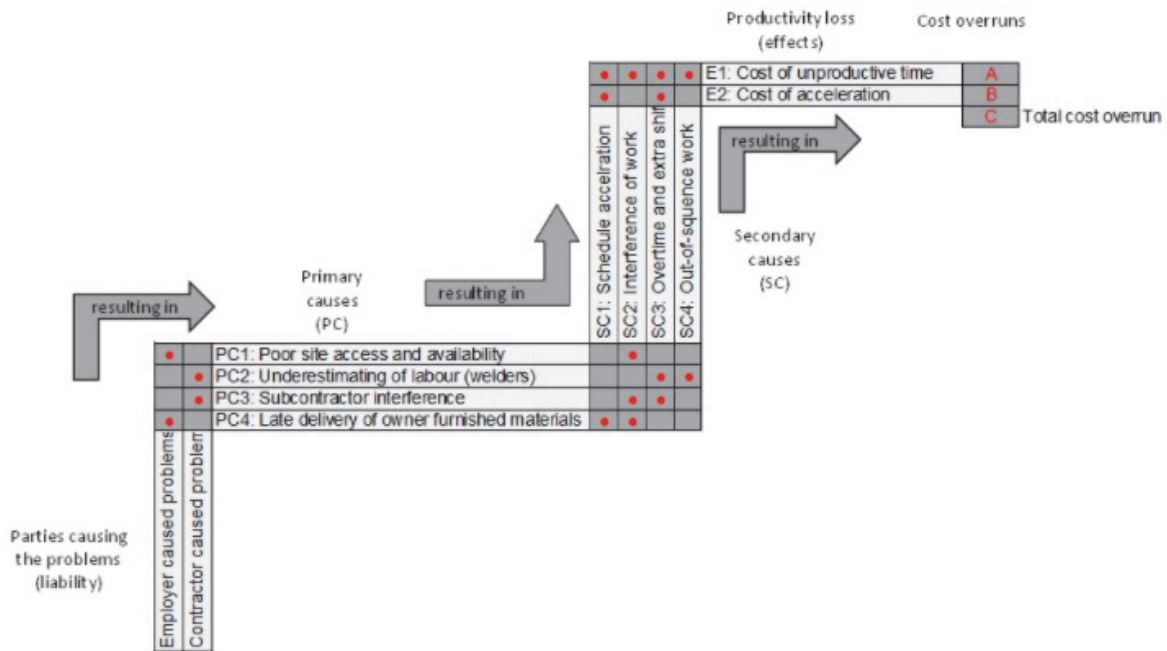 Productivity loss
(effects)
Cost overruns
E1: Cost of unproductive time
A
E2: Cost of acceleration
B
C
Total cost overrun
resulting in
SC1: Schedule accelration
SC2: Interference of work
SC3: Overtime and extra shif
SC4: Out-of-squence work
Secondary
causes
(SC)
Primary
causes
(PC)
resulting in
resulting in
PC1: Poor site access and availability
PC2: Underestimating of labour (welders)
PC3: Subcontractor interference
PC4: Late delivery of owner furnished materials
Employer caused problems
Contractor caused problem
Parties causing
the problems
(liability)